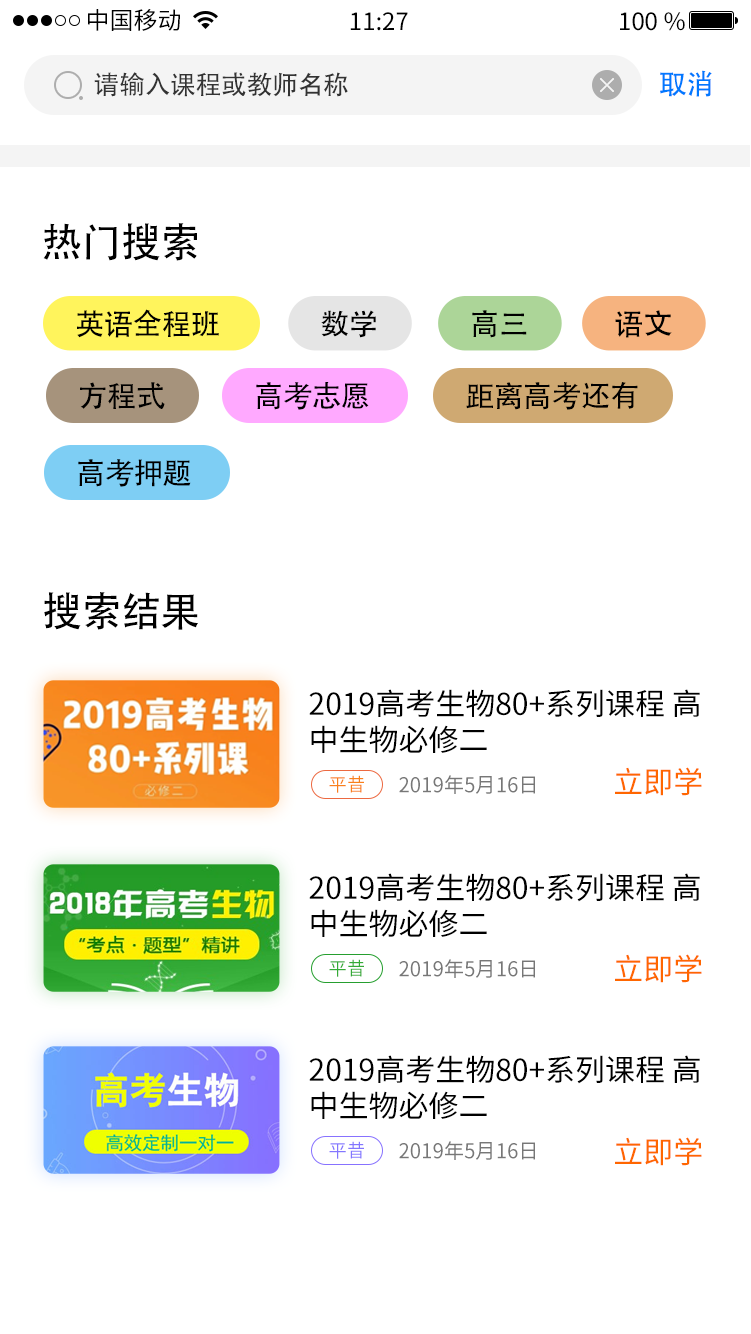 中国移动 11:27 100 %
请输入课程或教师名称 取消
热门搜索
英语全程班 数学 高三 语文
方程式 高考志愿 距离高考还有
高考押题
搜索结果
2019高考生物
80+系列课
必修二
2019高考生物80+系列课程 高
中生物必修二
平昔 2019年5月16日 立即学
2018年高考生物
“考点·题型”精讲
2019高考生物80+系列课程 高
中生物必修二
平昔 2019年5月16日 立即学
高考生物
高效定制一对一
2019高考生物80+系列课程 高
中生物必修二
平昔 2019年5月16日 立即学